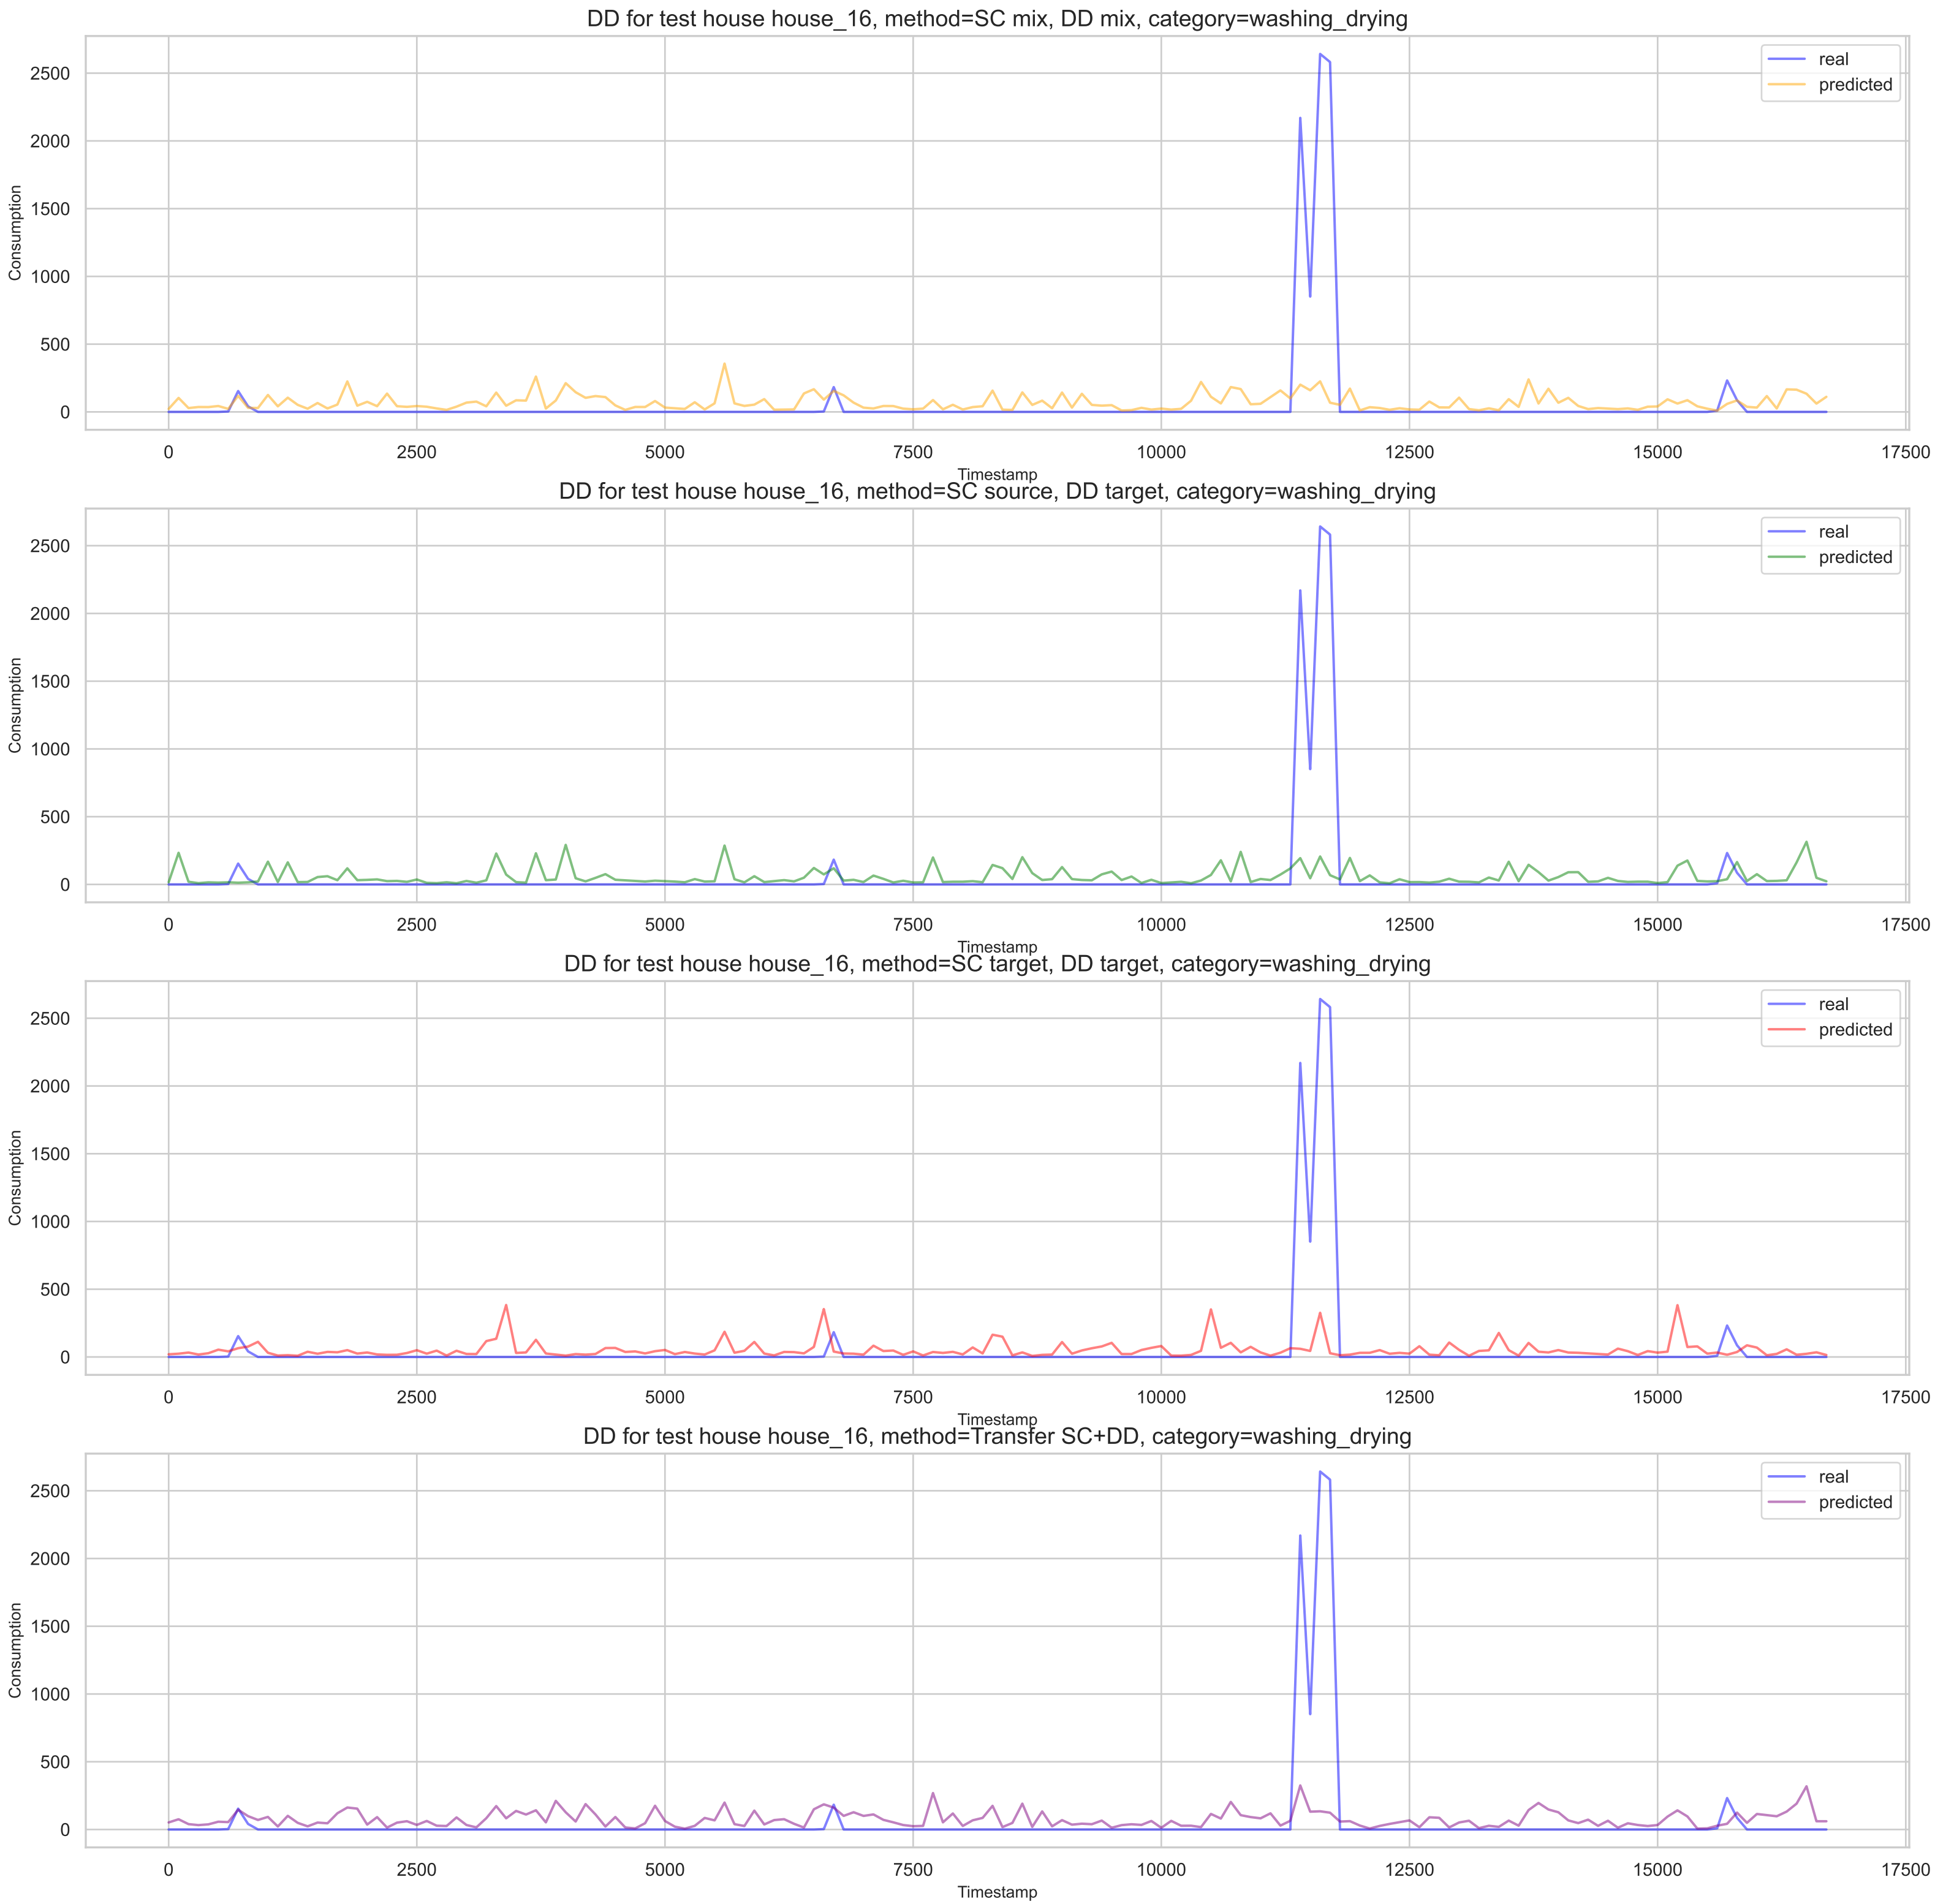 DD for test house house_16, method=SC mix, DD mix, category=washing_drying
real
predicted
2500
2000
1500
1000
500
0
Consumption
0 2500 5000 7500 10000 12500 15000 17500
Timestamp
DD for test house house_16, method=SC source, DD target, category=washing_drying
real
predicted
2500
2000
1500
1000
500
0
Consumption
0 2500 5000 7500 10000 12500 15000 17500
Timestamp
DD for test house house_16, method=SC target, DD target, category=washing_drying
real
predicted
2500
2000
1500
1000
500
0
Consumption
0 2500 5000 7500 10000 12500 15000 17500
Timestamp
DD for test house house_16, method=Transfer SC+DD, category=washing_drying
real
predicted
2500
2000
1500
1000
500
0
Consumption
0 2500 5000 7500 10000 12500 15000 17500
Timestamp